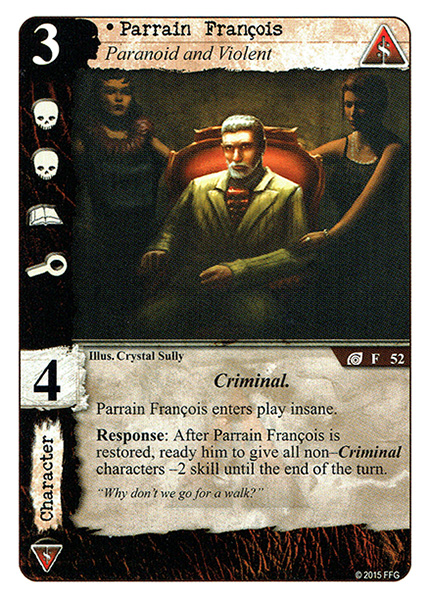 3
• Parrain François
Paranoid and Violent
Illus. Crystal Sully
F 52
4
Criminal.
Parrain François enters play insane.
Response: After Parrain François is
restored, ready him to give all non–Criminal
characters –2 skill until the end of the turn.
“Why don’t we go for a walk?”
Character
© 2015 FFG